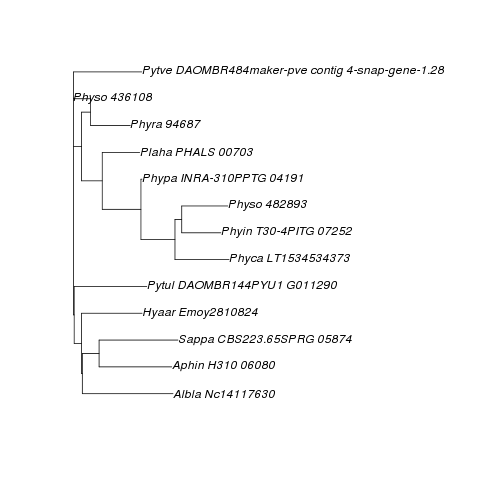 Pytve DAOMBR484maker-pve contig 4-snap-gene-1.28
Physo 436108
Phyra 94687
Plaha PHALS 00703
Phypa INRA-310PPTG 04191
Physo 482893
Phyin T30-4PITG 07252
Phyca LT1534534373
Pytul DAOMBR144PYU1 G011290
Hyaar Emoy2810824
Sappa CBS223.65SPRG 05874
Aphin H310 06080
Albla Nc14117630